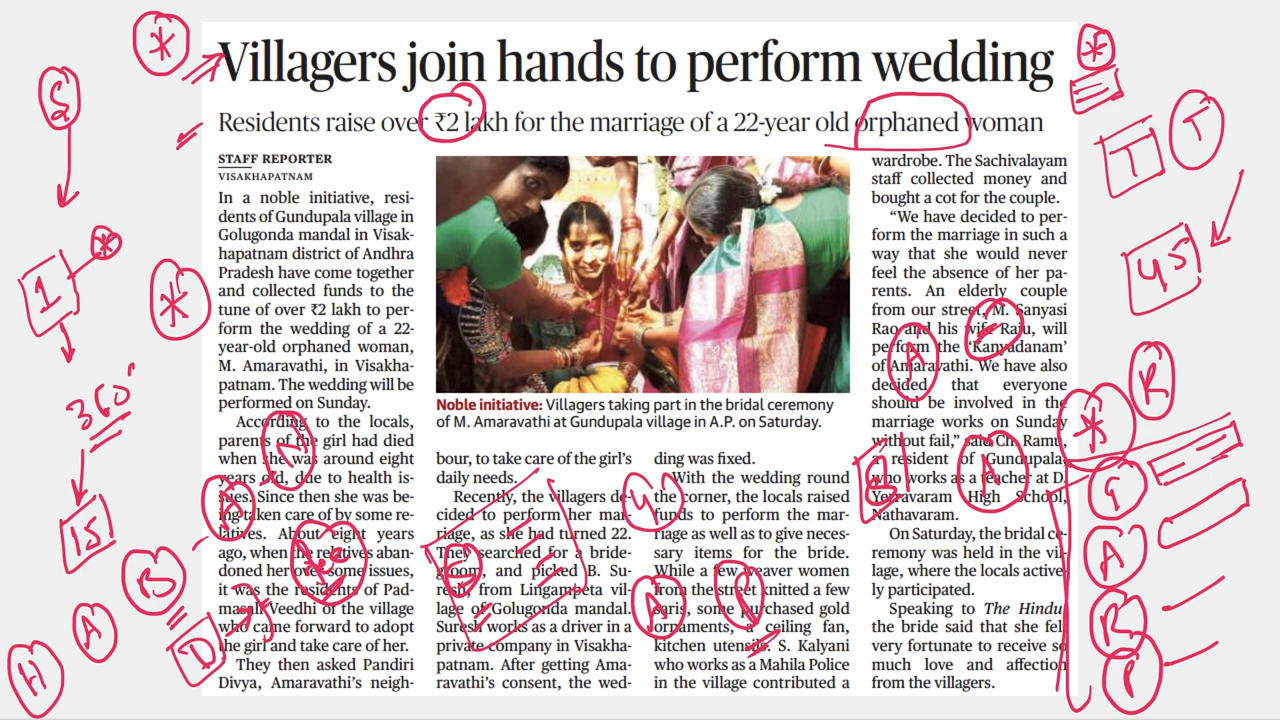 Villagers join hands to perform wedding
Residents raise over ₹2 lakh for the marriage of a 22-year old orphaned woman
STAFF REPORTER
VISAKHAPATNAM
In a noble initiative, resi-
dents of Gundupala village in
Golugonda mandal in Visak-
hapatnam district of Andhra
Pradesh have come together
and collected funds to the
tune of over ₹2 lakh to per-
form the wedding of a 22-
year-old orphaned woman,
M. Amaravathi, in Visakha-
patnam. The wedding will be
performed on Sunday.
According to the locals,
parents of the girl had died
when she was around eight
years old, due to health is-
sues. Since then she was be-
ing taken care of by some re-
latives. About eight years
ago, when the relatives aban-
doned her over some issues,
it was the residents of Pad-
masali Veedhi of the village
who came forward to adopt
the girl and take care of her.
They then asked Pandiri
Divya, Amaravathi's neigh-
Noble initiative: Villagers taking part in the bridal ceremony
of M. Amaravathi at Gundupala village in A.P. on Saturday.
bour, to take care of the girl's
daily needs.
Recently, the villagers de-
cided to perform her mar-
riage, as she had turned 22.
They searched for a bride-
groom, and picked B. Su-
resh, from Lingampeta vil-
lage of Golugonda mandal.
Suresh works as a driver in a
private company in Visakha-
patnam. After getting Ama-
ravathi's consent, the wed-
ding was fixed.
With the wedding round
the corner, the locals raised
funds to perform the mar-
riage as well as to give neces-
sary items for the bride.
While a few weaver women
from the street knitted a few
saris, some purchased gold
ornaments, a ceiling fan,
kitchen utensils. S. Kalyani
who works as a Mahila Police
in the village contributed a
wardrobe. The Sachivalayam
staff collected money and
bought a cot for the couple.
“We have decided to per-
form the marriage in such a
way that she would never
feel the absence of her pa-
rents. An elderly couple
from our street, M. Sanyasi
Rao and his wife Raju, will
perform the ‘Kanyadanam’
of Amaravathi. We have also
decided that everyone
should be involved in the
marriage works on Sunday
without fail,” said Ch. Ramu,
a resident of Gundupala,
who works as a teacher at D.
Yerravaram High School,
Nathavaram.
On Saturday, the bridal ce-
remony was held in the vil-
lage, where the locals active-
ly participated.
Speaking to The Hindu,
the bride said that she felt
very fortunate to receive so
much love and affection
from the villagers.
1
360°
15
H
A
B
D
N
A
P
B
A
A
T
T
45
R
G
A
B
P